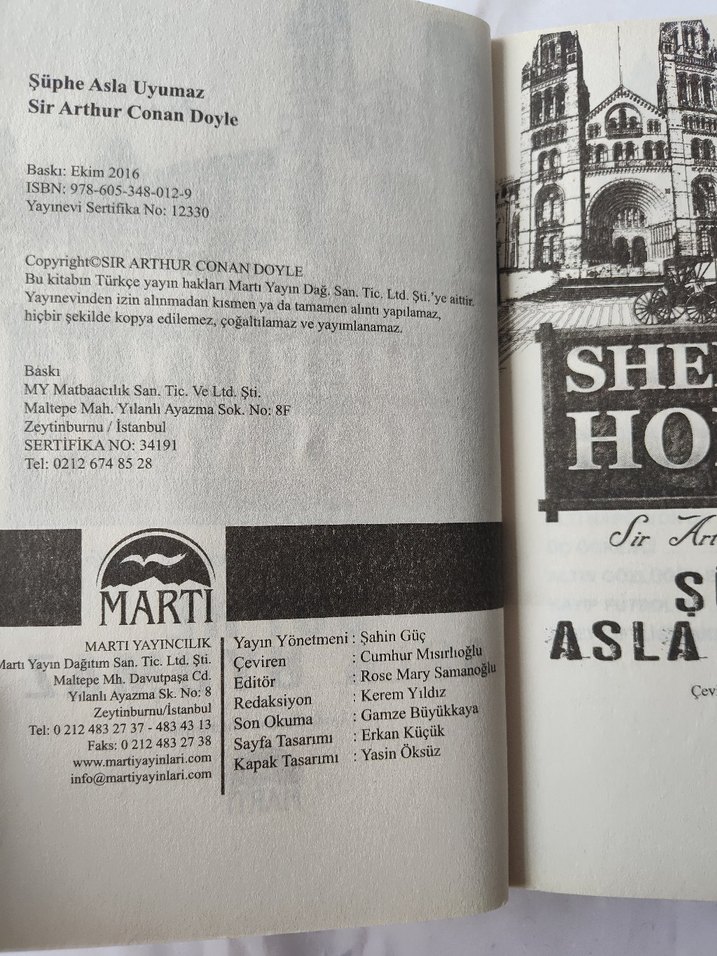 Şüphe Asla Uyumaz
Sir Arthur Conan Doyle
Baskı: Ekim 2016
ISBN: 978-605-348-012-9
Yayınevi Sertifika No: 12330
Copyright©SIR ARTHUR CONAN DOYLE
Bu kitabın Türkçe yayın hakları Martı Yayın Dağ. San. Tic. Ltd. Şti.'ye aittir.
Yayınevinden izin alınmadan kısmen ya da tamamen alıntı yapılamaz,
hiçbir şekilde kopya edilemez, çoğaltılamaz ve yayımlanamaz.
Baskı
MY Matbaacılık San. Tic. Ve Ltd. Şti.
Maltepe Mah. Yılanlı Ayazma Sok. No: 8F
Zeytinburnu / İstanbul
SERTİFİKA NO: 34191
Tel: 0212 674 85 28
MARTI
MARTI YAYINCILIK
Martı Yayın Dağıtım San. Tic. Ltd. Şti.
Maltepe Mh. Davutpaşa Cd.
Yılanlı Ayazma Sk. No: 8
Zeytinburnu/İstanbul
Tel: 0 212 483 27 37 - 483 43 13
Faks: 0 212 483 27 38
www.martiyayinlari.com
info@martiyayinlari.com
Yayın Yönetmeni : Şahin Güç
Çeviren : Cumhur Mısırlıoğlu
Editör : Rose Mary Samanoğlu
Redaksiyon : Kerem Yıldız
Son Okuma : Gamze Büyükkaya
Sayfa Tasarımı : Erkan Küçük
Kapak Tasarımı : Yasin Öksüz
SHE
HO
Sir Art
Ş
ASLA
Çevi